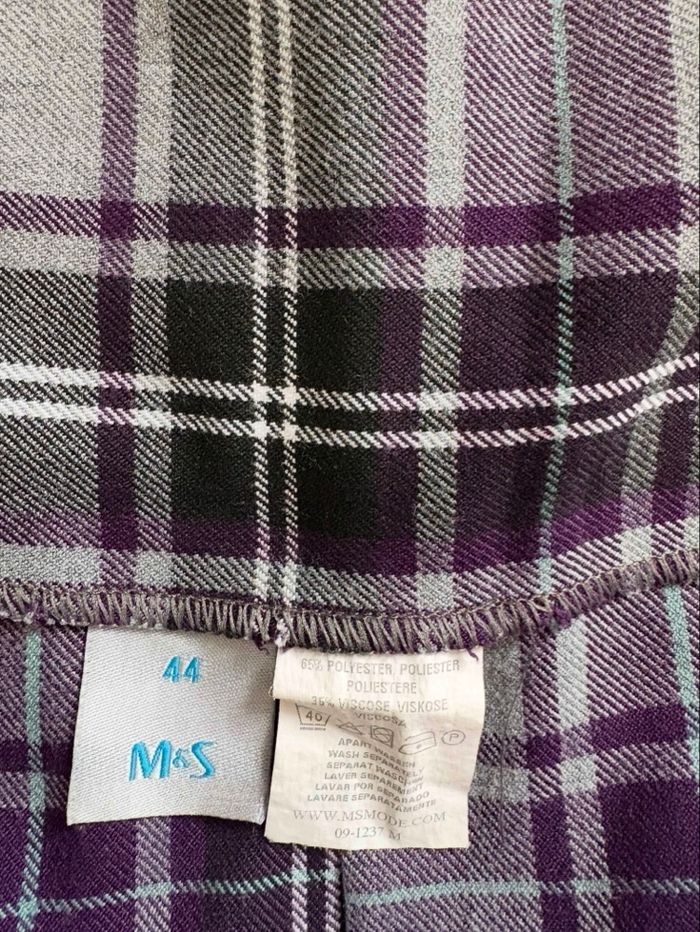 44
M&S
65% POLYESTER, POLIESTER
POLIESTERE
35% VISCOSE, VISKOSE
VISCOSA
40
P
APART WASSEN
WASH SEPARATELY
SEPARAT WASCHEN
LAVER SEPAREMENT
LAVAR POR SEPARADO
LAVARE SEPARATAMENTE
WWW.MSMODE.COM
09-1237 M